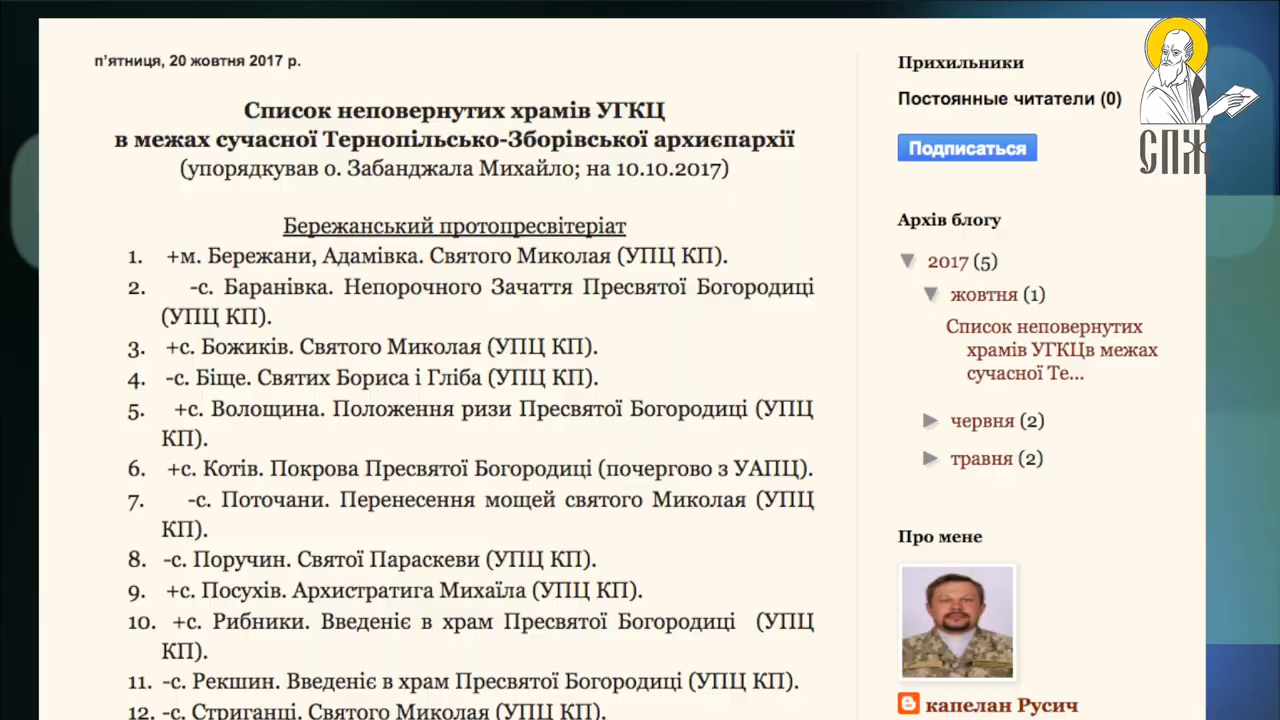 п’ятниця, 20 жовтня 2017 р.
Список неповернутих храмів УГКЦ
в межах сучасної Тернопільсько-Зборівської архиєпархії
(упорядкував о. Забанджала Михайло; на 10.10.2017)
Бережанський протопресвітеріат
1. +м. Бережани, Адамівка. Святого Миколая (УПЦ КП).
2. -с. Баранівка. Непорочного Зачаття Пресвятої Богородиці
(УПЦ КП).
3. +с. Божиків. Святого Миколая (УПЦ КП).
4. -с. Біще. Святих Бориса і Гліба (УПЦ КП).
5. +с. Волощина. Положення ризи Пресвятої Богородиці (УПЦ
КП).
6. +с. Котів. Покрова Пресвятої Богородиці (почергово з УАПЦ).
7. -с. Поточани. Перенесення мощей святого Миколая (УПЦ
КП).
8. -с. Поручин. Святої Параскеви (УПЦ КП).
9. +с. Посухів. Архистратига Михаїла (УПЦ КП).
10. +с. Рибники. Введеніє в храм Пресвятої Богородиці (УПЦ
КП).
11. -с. Рекшин. Введеніє в храм Пресвятої Богородиці (УПЦ КП).
12. -с. Стриганці. Святого Миколая (УПЦ КП).
Прихильники
Постоянные читатели (0)
Подписаться
Архів блогу
▼ 2017 (5)
▼ жовтня (1)
Список неповернутих
храмів УГКЦв межах
сучасної Те...
► червня (2)
► травня (2)
Про мене
капелан Русич
СПЖ